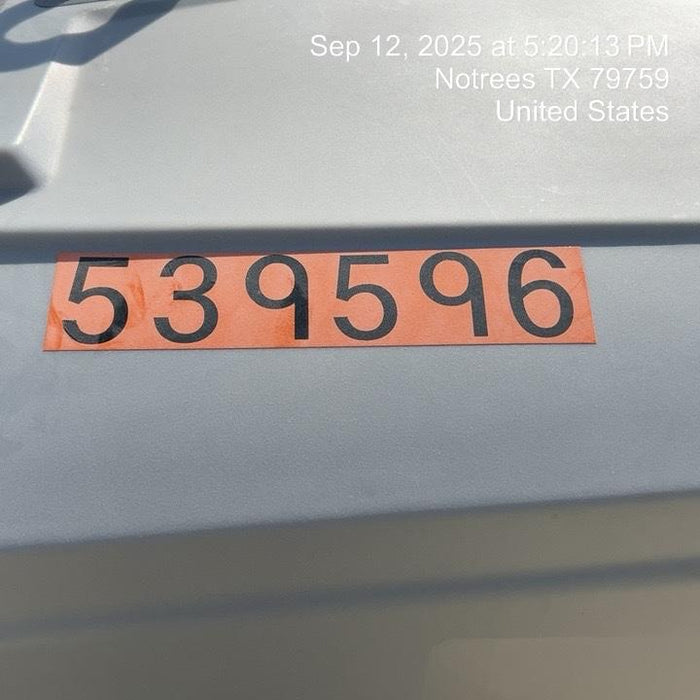 Sep 12, 2025 at 5:20:13 PM
Notrees TX 79759
United States
539596